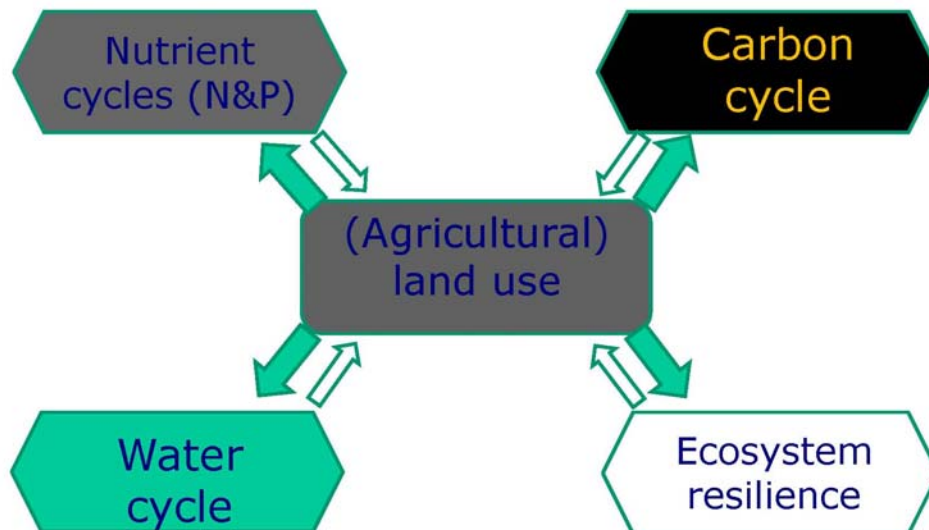 Nutrient
cycles (N&P)
Carbon
cycle
(Agricultural)
land use
Water
cycle
Ecosystem
resilience